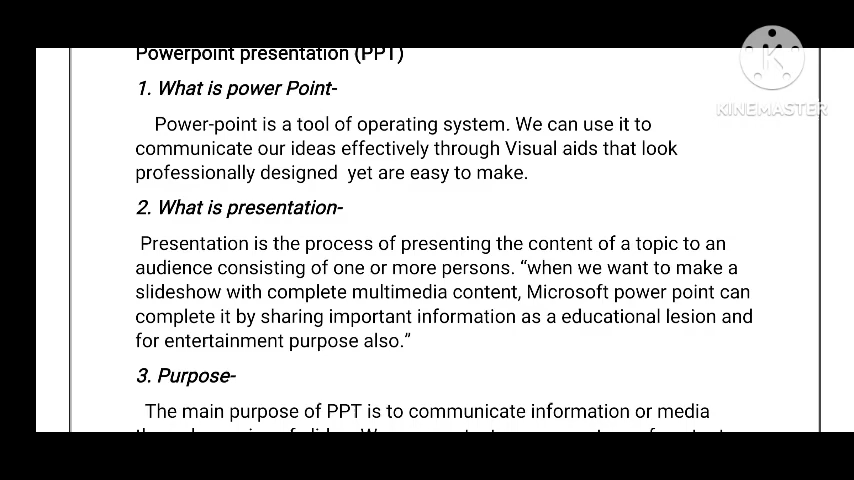 Powerpoint presentation (PPT)
KINEMASTER
1. What is power Point-
Power-point is a tool of operating system. We can use it to
communicate our ideas effectively through Visual aids that look
professionally designed yet are easy to make.
2. What is presentation-
Presentation is the process of presenting the content of a topic to an
audience consisting of one or more persons. “when we want to make a
slideshow with complete multimedia content, Microsoft power point can
complete it by sharing important information as a educational lesion and
for entertainment purpose also.”
3. Purpose-
The main purpose of PPT is to communicate information or media